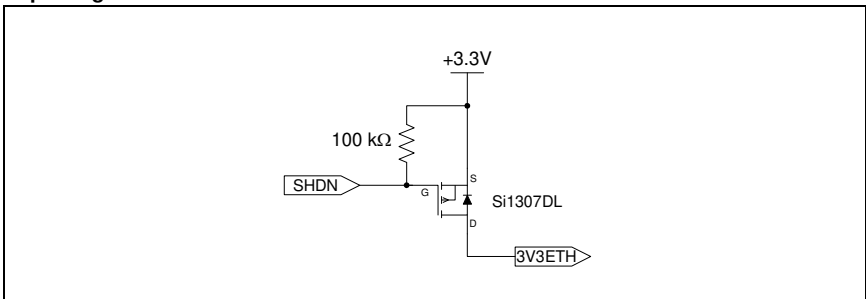 +3.3V
100 kΩ
SHDN
G
S
Si1307DL
D
3V3ETH